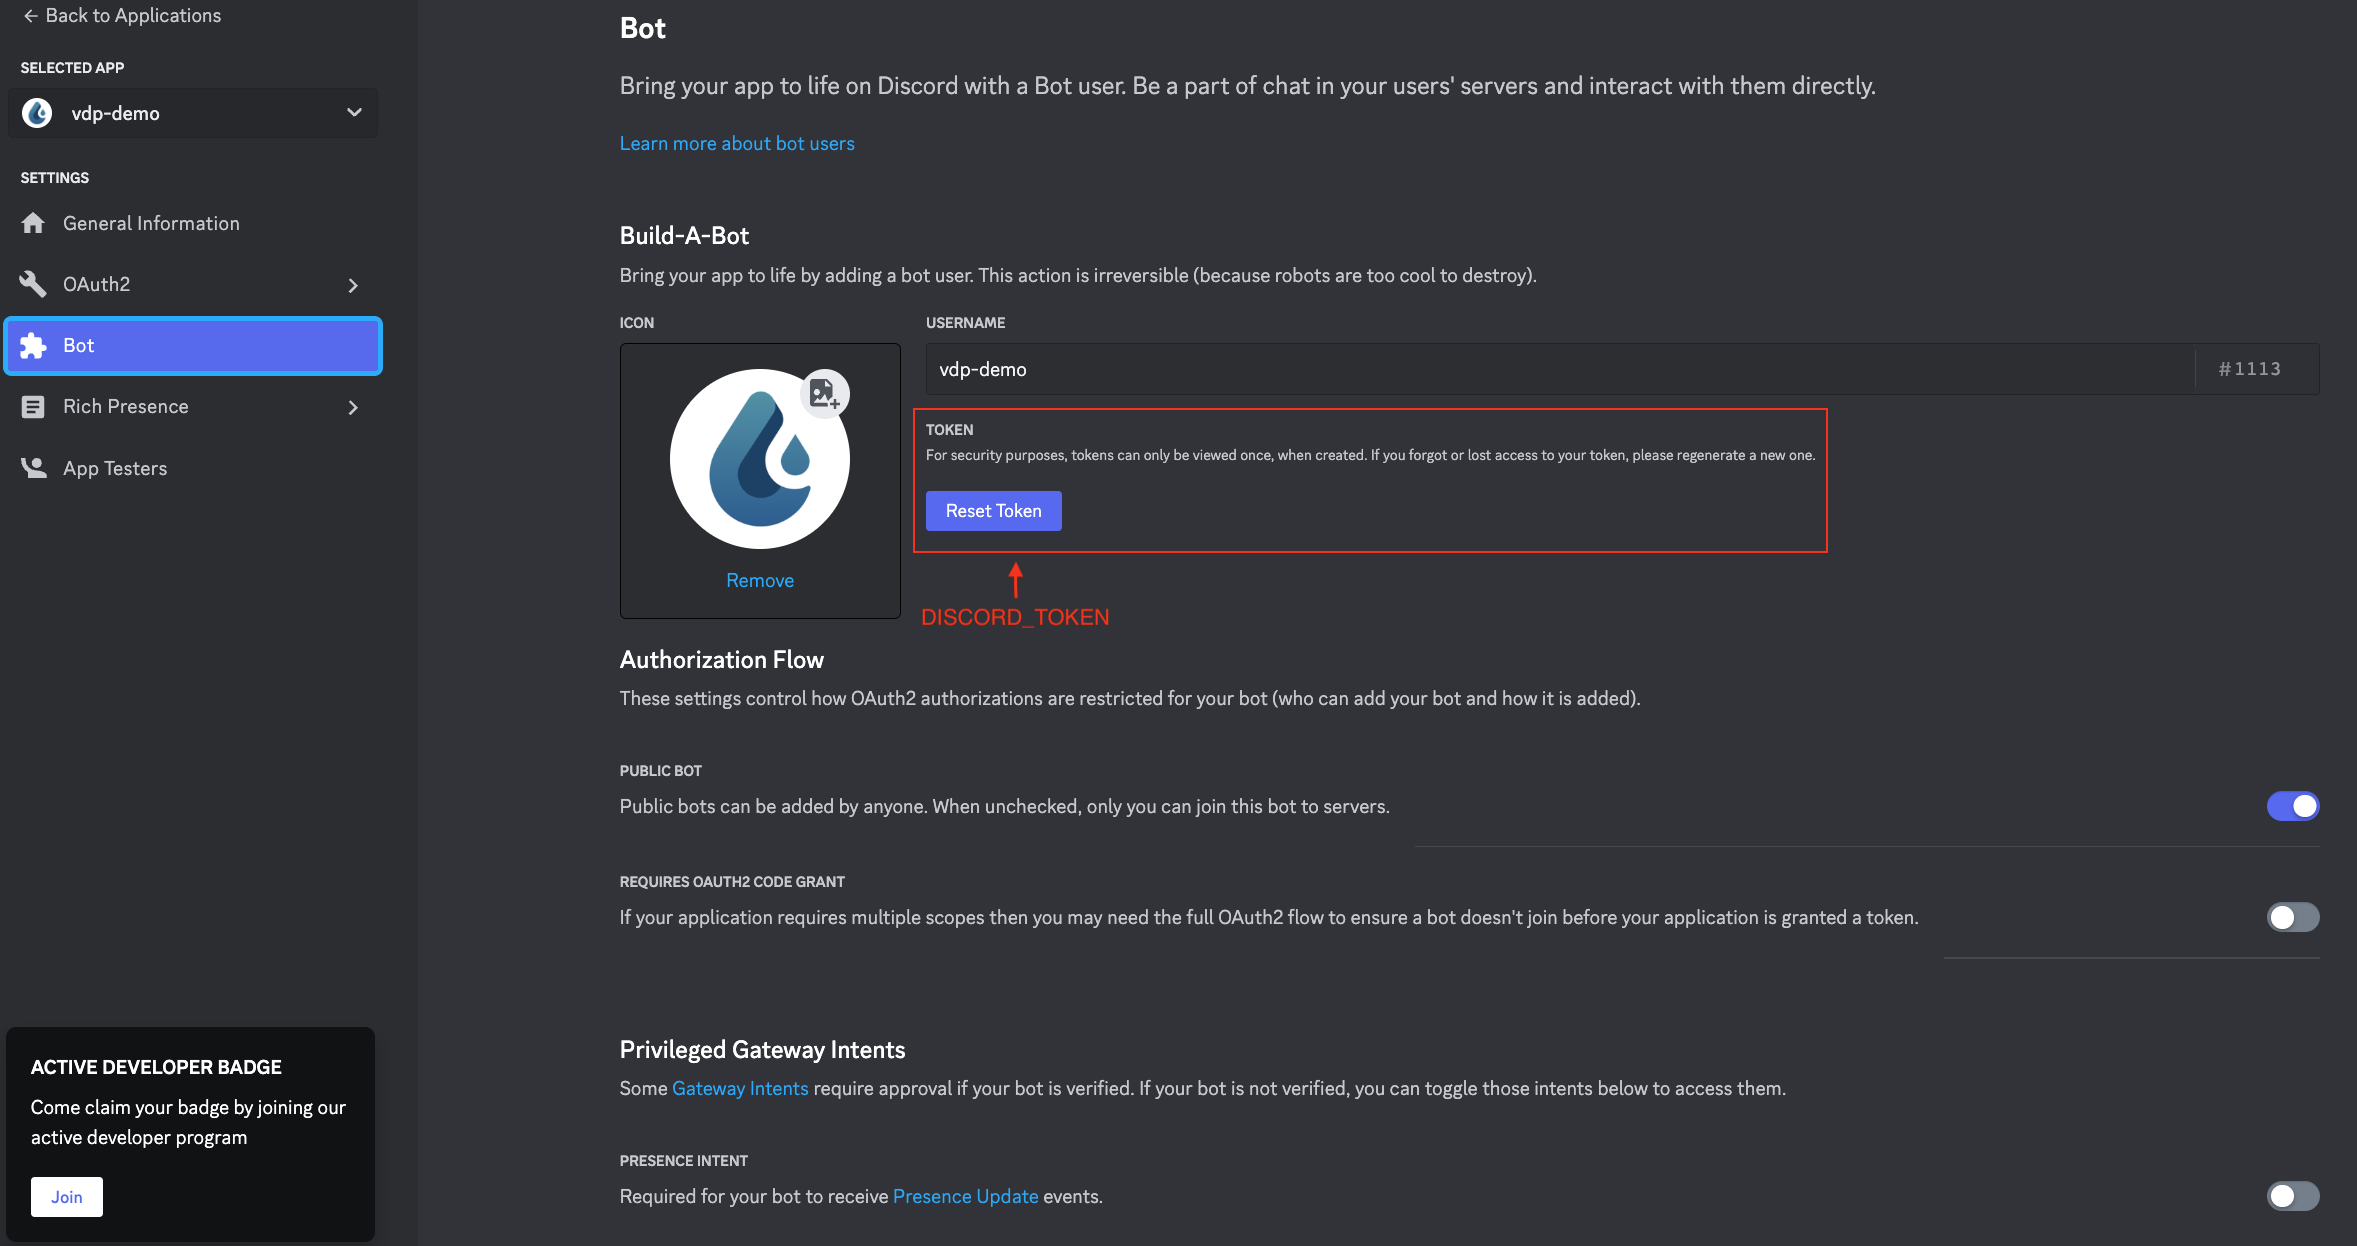 ← Back to Applications
SELECTED APP
vdp-demo
SETTINGS
General Information
OAuth2
Bot
Rich Presence
App Testers
ACTIVE DEVELOPER BADGE
Come claim your badge by joining our
active developer program
Join
Bot
Bring your app to life on Discord with a Bot user. Be a part of chat in your users' servers and interact with them directly.
Learn more about bot users
Build-A-Bot
Bring your app to life by adding a bot user. This action is irreversible (because robots are too cool to destroy).
ICON
Remove
USERNAME
vdp-demo #1113
TOKEN
For security purposes, tokens can only be viewed once, when created. If you forgot or lost access to your token, please regenerate a new one.
Reset Token
DISCORD_TOKEN
Authorization Flow
These settings control how OAuth2 authorizations are restricted for your bot (who can add your bot and how it is added).
PUBLIC BOT
Public bots can be added by anyone. When unchecked, only you can join this bot to servers.
REQUIRES OAUTH2 CODE GRANT
If your application requires multiple scopes then you may need the full OAuth2 flow to ensure a bot doesn't join before your application is granted a token.
Privileged Gateway Intents
Some Gateway Intents require approval if your bot is verified. If your bot is not verified, you can toggle those intents below to access them.
PRESENCE INTENT
Required for your bot to receive Presence Update events.